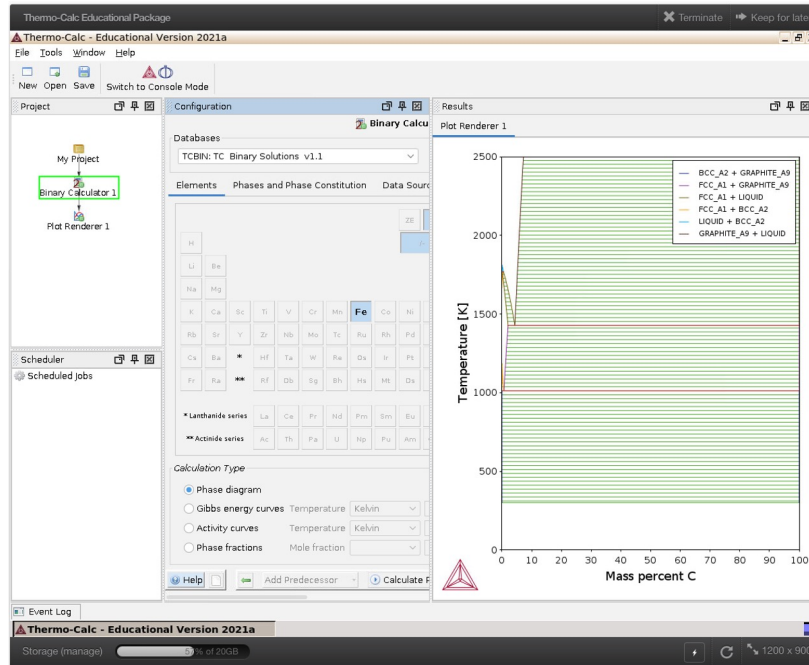 Thermo-Calc Educational Package
Terminate
Keep for late
Thermo-Calc - Educational Version 2021a
File Tools Window Help
New Open Save Switch to Console Mode
Project
My Project
Binary Calculator 1
Plot Renderer 1
Scheduler
Scheduled Jobs
Configuration
Binary Calcu
Databases
TCBIN: TC Binary Solutions v1.1
Elements Phases and Phase Constitution Data Sourc
ZE
H
Li Be
Na Mg
K Ca Sc Ti V Cr Mn Fe Co Ni
Rb Sr Y Zr Nb Mo Tc Ru Rh Pd
Cs Ba * Hf Ta W Re Os Ir Pt
Fr Ra ** Rf Db Sg Bh Hs Mt Ds
* Lanthanide series La Ce Pr Nd Pm Sm Eu
** Actinide series Ac Th Pa U Np Pu Am
Calculation Type
Phase diagram
Gibbs energy curves Temperature Kelvin
Activity curves Temperature Kelvin
Phase fractions Mole fraction
Help Add Predecessor Calculate P
Results
Plot Renderer 1
BCC_A2 + GRAPHITE_A9
FCC_A1 + GRAPHITE_A9
FCC_A1 + LIQUID
FCC_A1 + BCC_A2
LIQUID + BCC_A2
GRAPHITE_A9 + LIQUID
2500
2000
1500
1000
500
0
Temperature [K]
0 10 20 30 40 50 60 70 80 90 100
Mass percent C
Event Log
Thermo-Calc - Educational Version 2021a
Storage (manage) % of 20GB
1200 x 900